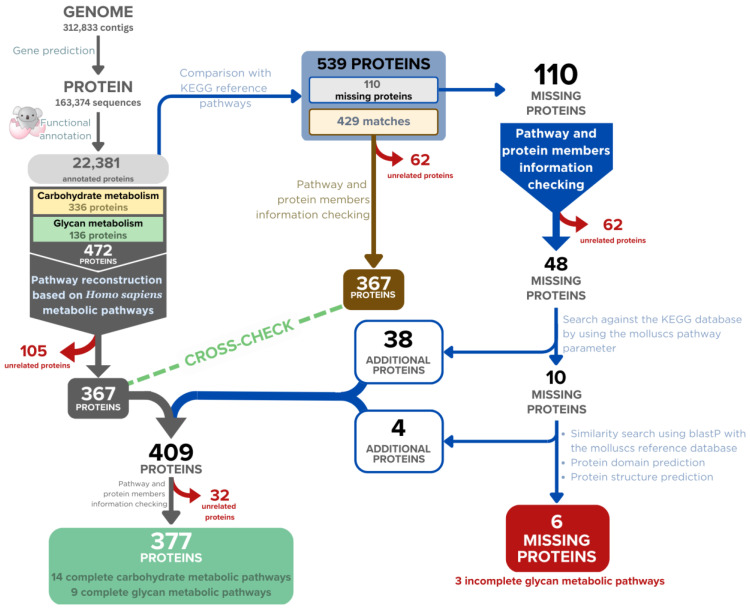 GENOME
312,833 contigs
Gene prediction
PROTEIN
163,374 sequences
Functional
annotation
22,381
annotated proteins
Carbohydrate metabolism
336 proteins
Glycan metabolism
136 proteins
472
PROTEINS
Pathway reconstruction
based on Homo sapiens
metabolic pathways
105
unrelated proteins
367
PROTEINS
Comparison with
KEGG reference
pathways
539 PROTEINS
110
missing proteins
429 matches
62
unrelated proteins
Pathway and
protein members
information checking
367
PROTEINS
CROSS-CHECK
110
MISSING
PROTEINS
Pathway and
protein members
information
checking
62
unrelated proteins
48
MISSING
PROTEINS
Search against the KEGG database
by using the molluscs pathway
parameter
38
ADDITIONAL
PROTEINS
10
MISSING
PROTEINS
4
ADDITIONAL
PROTEINS
• Similarity search using blastP with
the molluscs reference database
• Protein domain prediction
• Protein structure prediction
6
MISSING
PROTEINS
3 incomplete glycan metabolic pathways
409
PROTEINS
Pathway and
protein members
information checking
32
unrelated
proteins
377
PROTEINS
14 complete carbohydrate metabolic pathways
9 complete glycan metabolic pathways